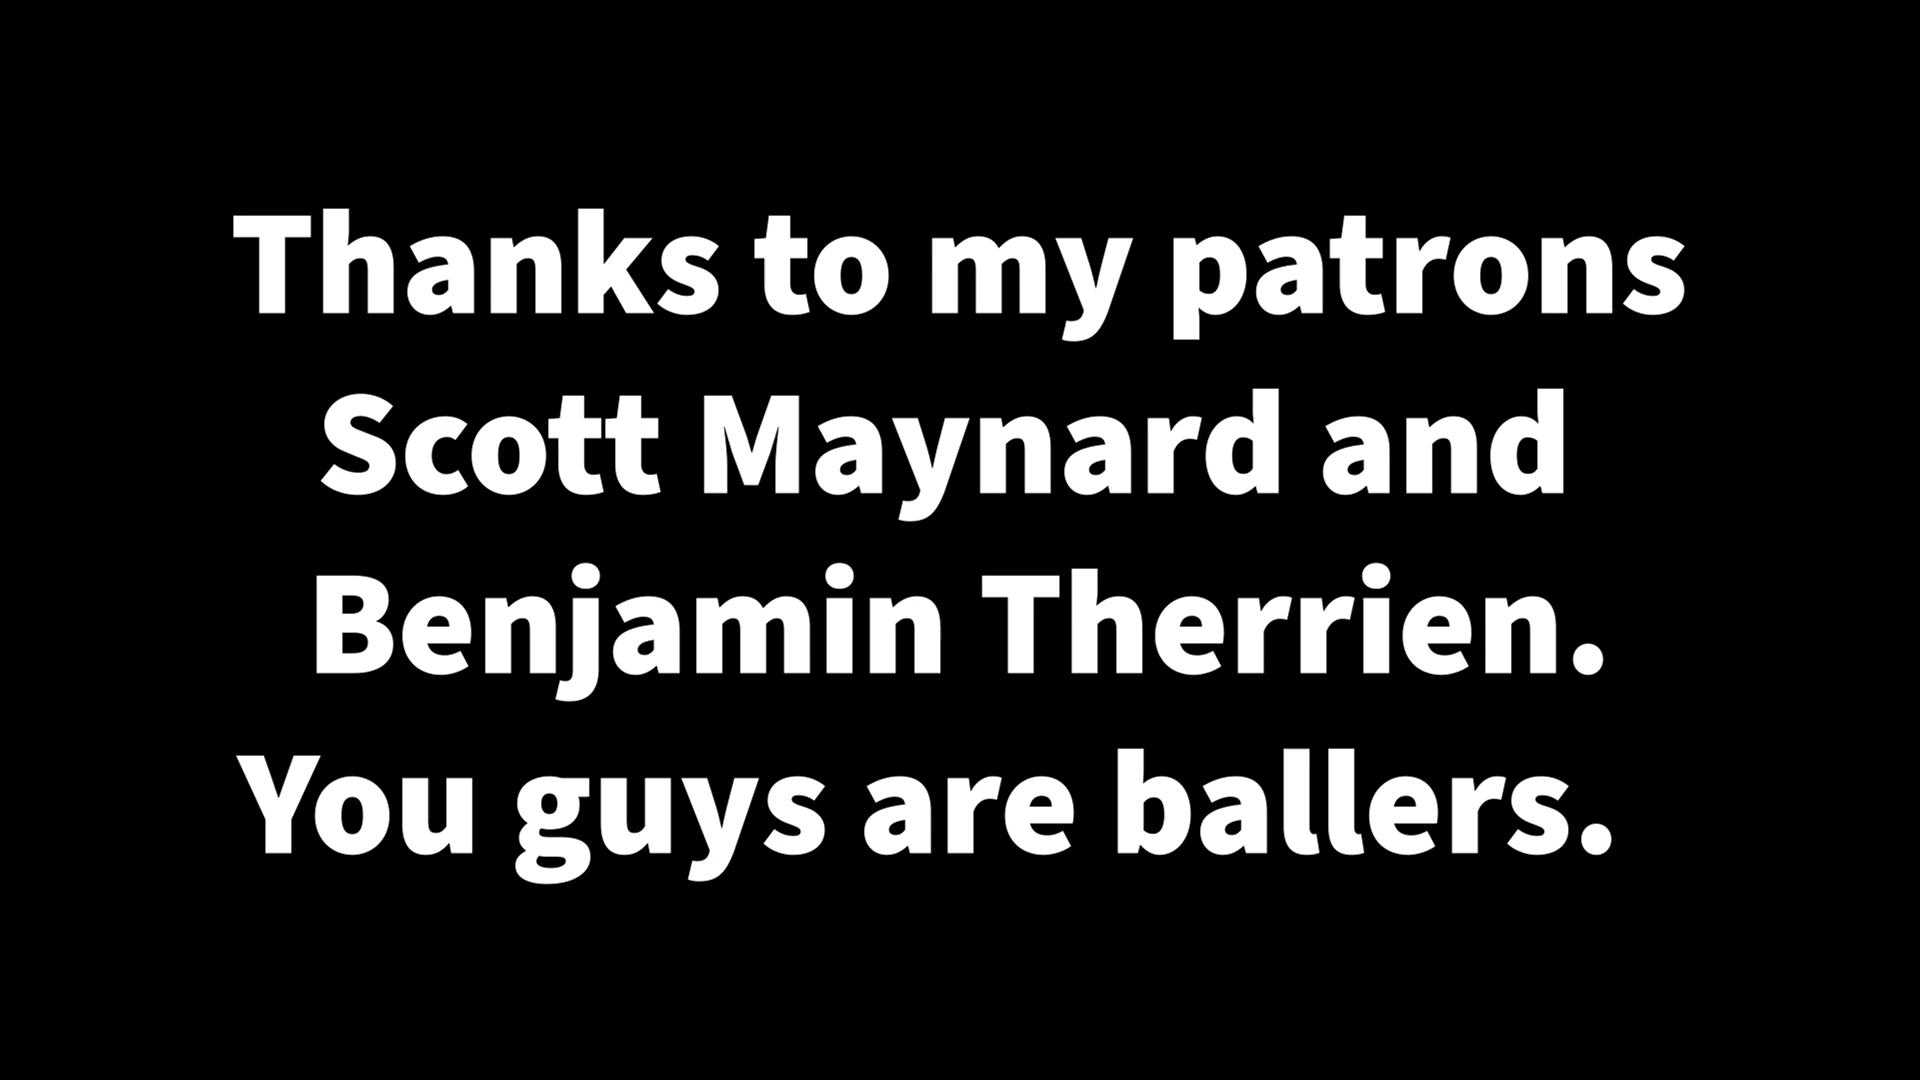 Thanks to my patrons
Scott Maynard and
Benjamin Therrien.
You guys are ballers.